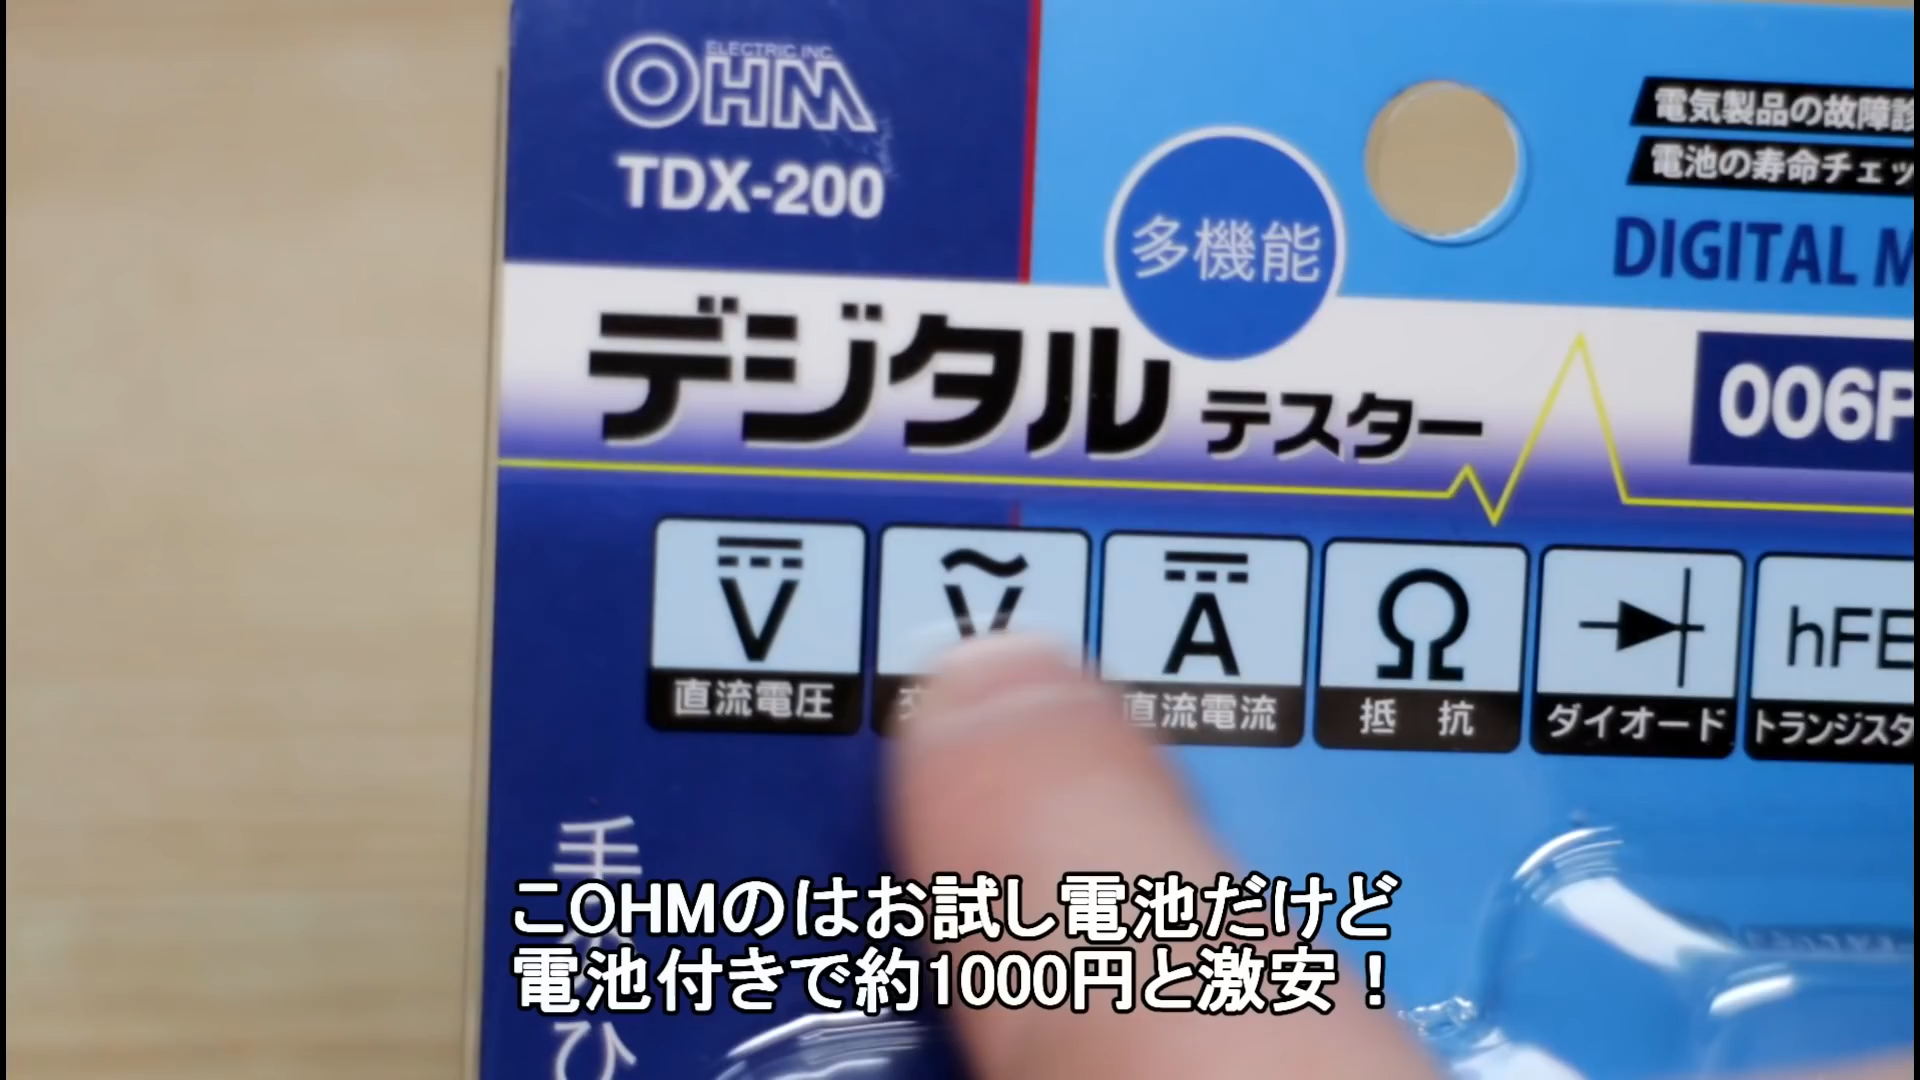 ELECTRIC INC.
OHM
TDX-200
多機能
電気製品の故障診
電池の寿命チェッ
DIGITAL M
デジタル テスター
006P
V
直流電圧
V
交
A
直流電流
Ω
抵 抗
ダイオード
hFE
トランジスタ
手
ひ
こOHMのはお試し電池だけど
電池付きで約1000円と激安！